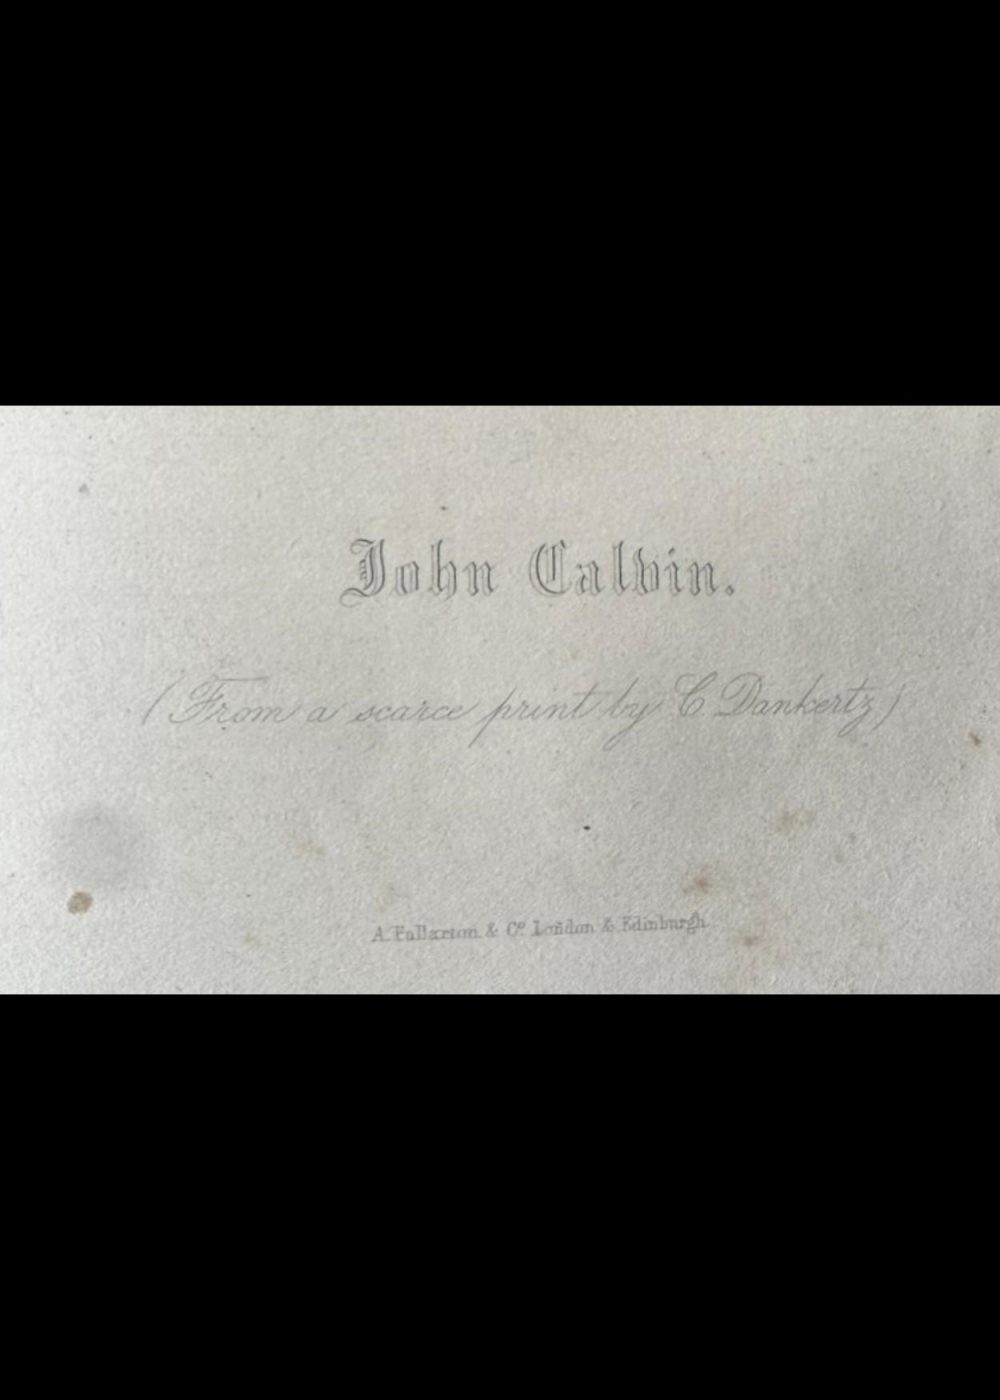 John Calvin.
(From a scarce print by C Dankertz)
A. Fullarton & Co. London & Edinburgh